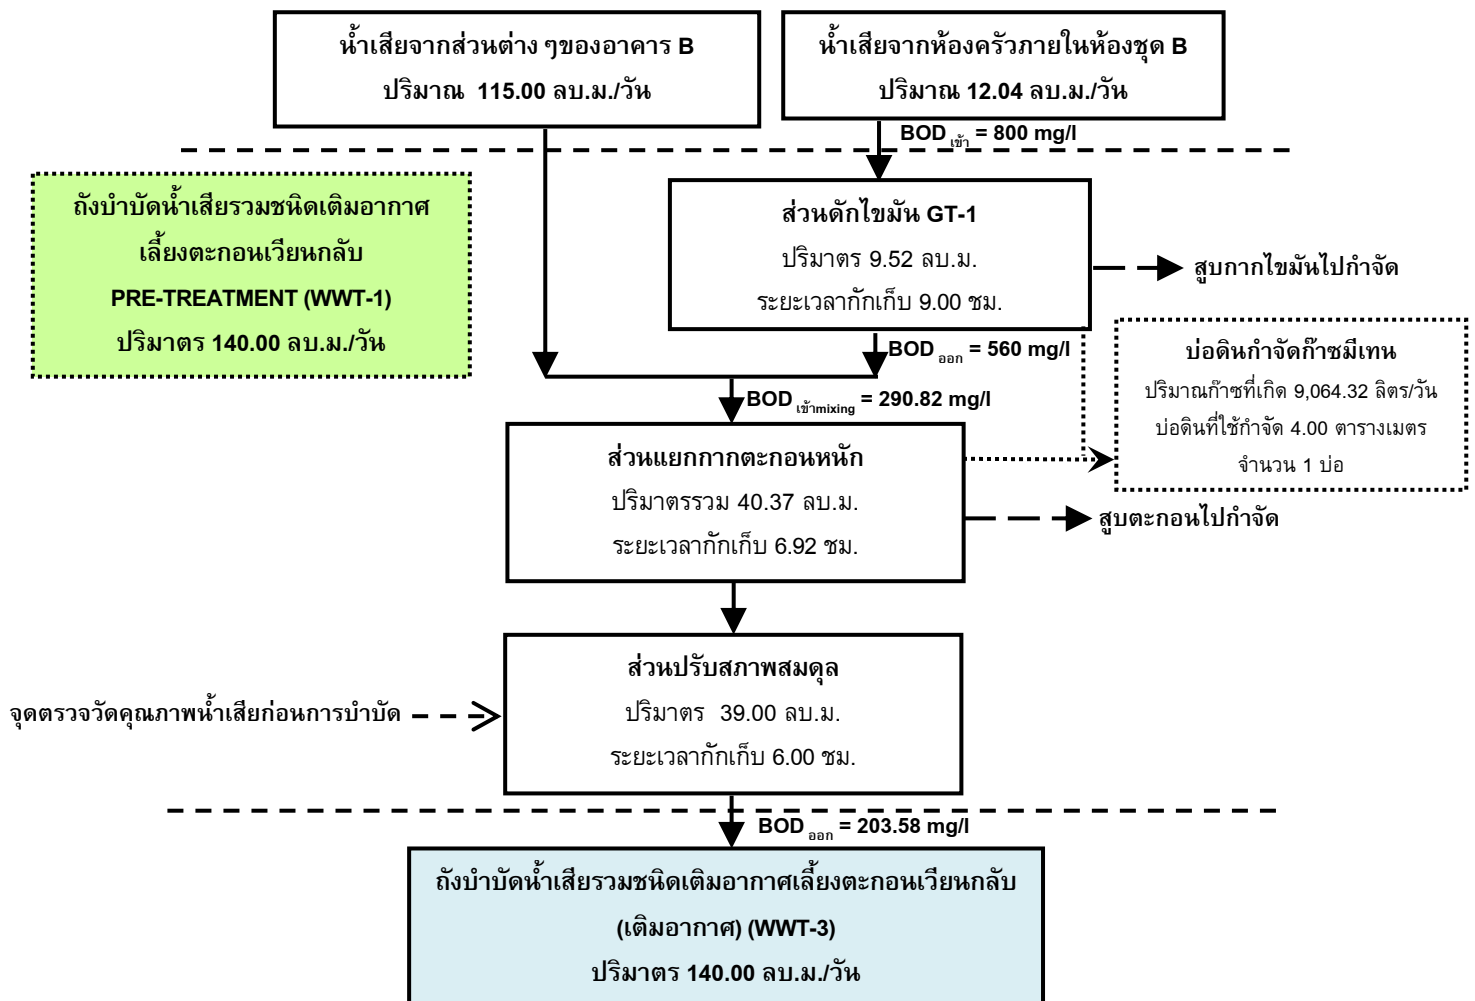 น้ำเสียจากส่วนต่าง ๆของอาคาร B
ปริมาณ 115.00 ลบ.ม./วัน
น้ำเสียจากห้องครัวภายในห้องชุด B
ปริมาณ 12.04 ลบ.ม./วัน
BOD เข้า = 800 mg/l
ถังบำบัดน้ำเสียรวมชนิดเติมอากาศ
เลี้ยงตะกอนเวียนกลับ
PRE-TREATMENT (WWT-1)
ปริมาตร 140.00 ลบ.ม./วัน
ส่วนดักไขมัน GT-1
ปริมาตร 9.52 ลบ.ม.
ระยะเวลากักเก็บ 9.00 ชม.
สูบกากไขมันไปกำจัด
BOD ออก = 560 mg/l
บ่อดินกำจัดก๊าซมีเทน
ปริมาณก๊าซที่เกิด 9,064.32 ลิตร/วัน
บ่อดินที่ใช้กำจัด 4.00 ตารางเมตร
จำนวน 1 บ่อ
BOD เข้าmixing = 290.82 mg/l
ส่วนแยกกากตะกอนหนัก
ปริมาตรรวม 40.37 ลบ.ม.
ระยะเวลากักเก็บ 6.92 ชม.
สูบตะกอนไปกำจัด
ส่วนปรับสภาพสมดุล
ปริมาตร 39.00 ลบ.ม.
ระยะเวลากักเก็บ 6.00 ชม.
จุดตรวจวัดคุณภาพน้ำเสียก่อนการบำบัด
BOD ออก = 203.58 mg/l
ถังบำบัดน้ำเสียรวมชนิดเติมอากาศเลี้ยงตะกอนเวียนกลับ
(เติมอากาศ) (WWT-3)
ปริมาตร 140.00 ลบ.ม./วัน